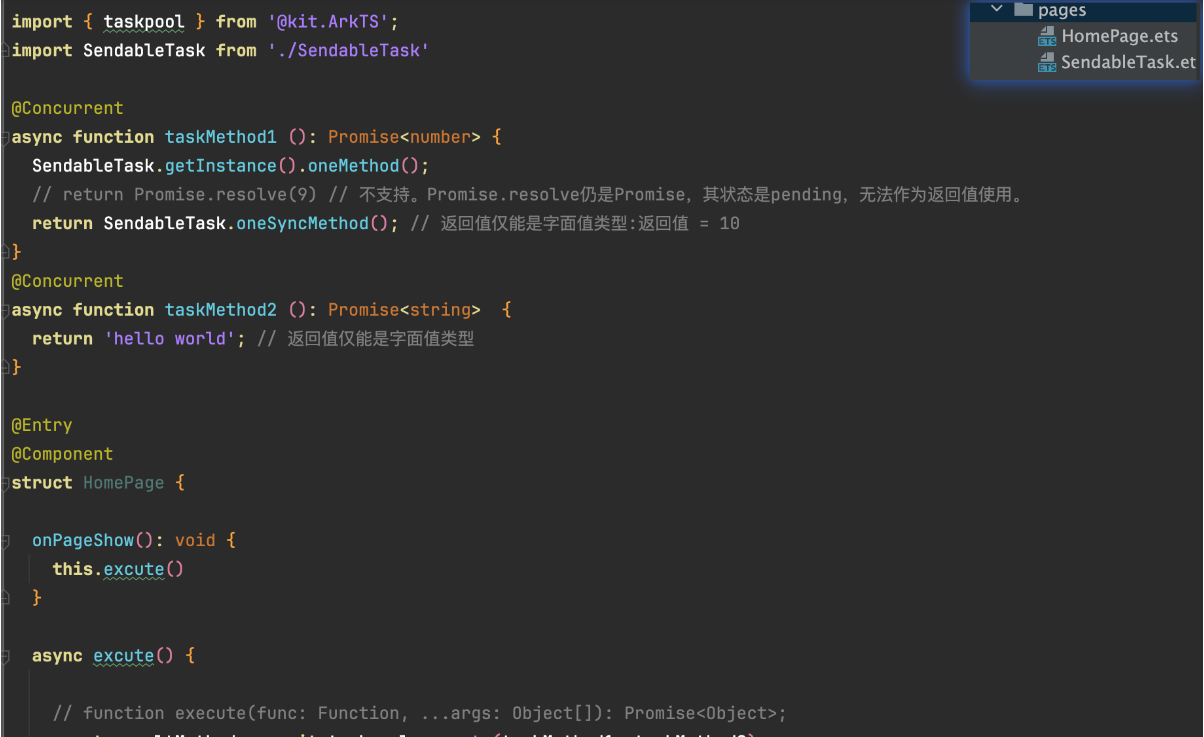 import { taskpool } from '@kit.ArkTS';
import SendableTask from './SendableTask'
@Concurrent
async function taskMethod1 (): Promise<number> {
SendableTask.getInstance().oneMethod();
// return Promise.resolve(9) // 不支持。Promise.resolve仍是Promise，其状态是pending，无法作为返回值使用。
return SendableTask.oneSyncMethod(); // 返回值仅能是字面值类型:返回值 = 10
}
@Concurrent
async function taskMethod2 (): Promise<string>  {
return 'hello world'; // 返回值仅能是字面值类型
}
@Entry
@Component
struct HomePage {
onPageShow(): void {
this.excute()
}
async excute() {
// function execute(func: Function, ...args: Object[]): Promise<Object>;
pages
HomePage.ets
ETS
SendableTask.et
ETS